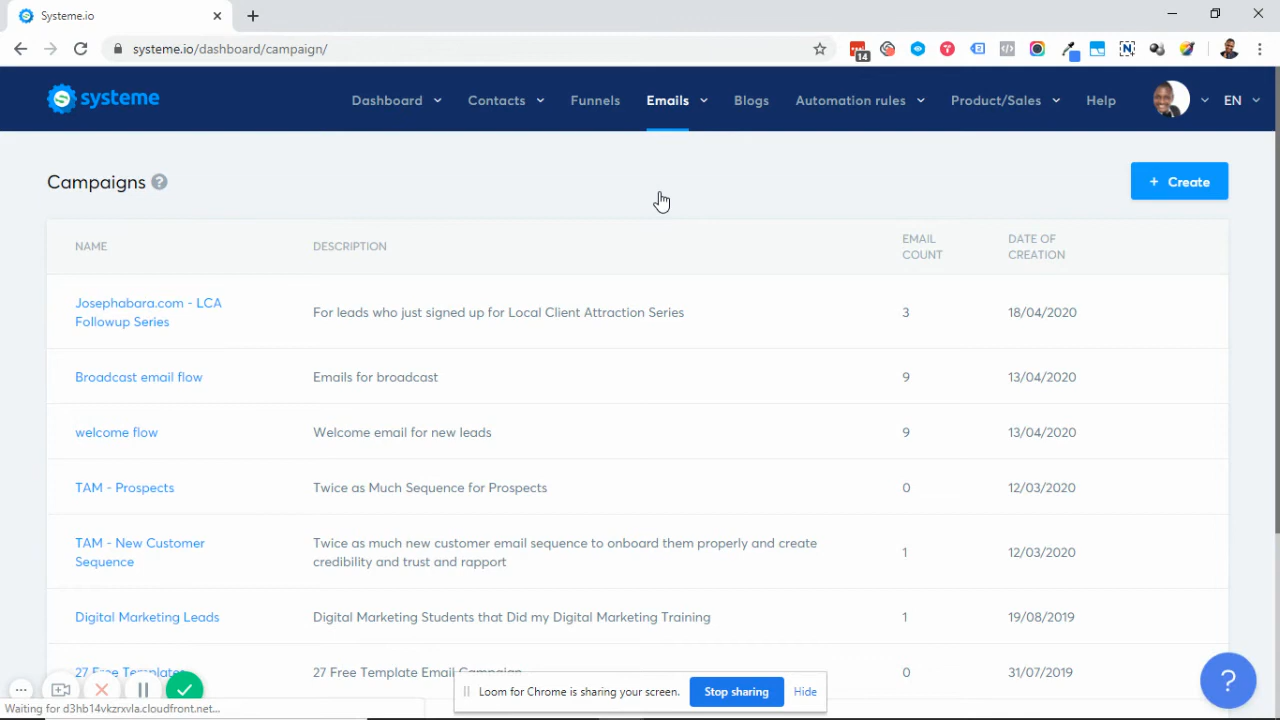 Systeme.io
systeme.io/dashboard/campaign/
14
systeme
Dashboard
Contacts
Funnels
Emails
Blogs
Automation rules
Product/Sales
Help
EN
Campaigns ?
+ Create
NAME
DESCRIPTION
EMAIL
COUNT
DATE OF
CREATION
Josephabara.com - LCA
Followup Series
For leads who just signed up for Local Client Attraction Series
3
18/04/2020
Broadcast email flow
Emails for broadcast
9
13/04/2020
welcome flow
Welcome email for new leads
9
13/04/2020
TAM - Prospects
Twice as Much Sequence for Prospects
0
12/03/2020
TAM - New Customer
Sequence
Twice as much new customer email sequence to onboard them properly and create
credibility and trust and rapport
1
12/03/2020
Digital Marketing Leads
Digital Marketing Students that Did my Digital Marketing Training
1
19/08/2019
27 Free Templates
27 Free Template Email Campaign
0
31/07/2019
Loom for Chrome is sharing your screen.
Stop sharing
Hide
?
Waiting for d3hb14vkzrxvla.cloudfront.net...